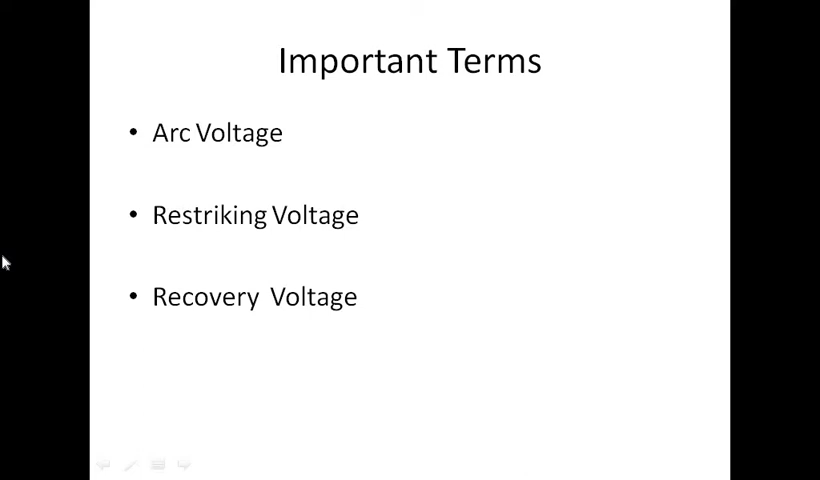 Important Terms
• Arc Voltage
• Restriking Voltage
• Recovery Voltage